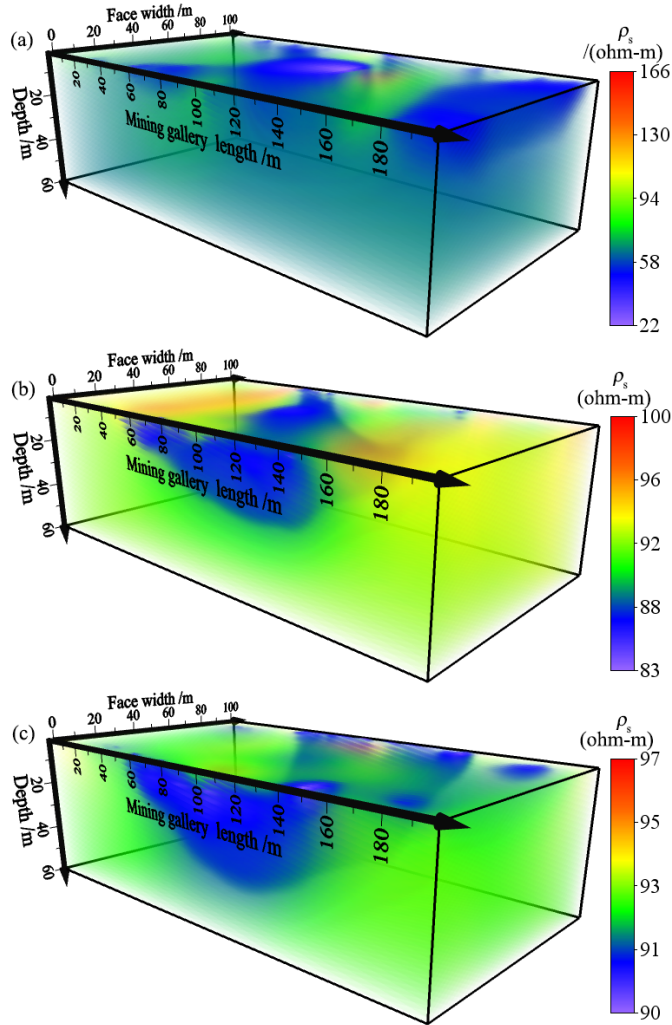 (a)
Face width /m
0 20 40 60 80 100
20 40 60 80 100 120 140 160 180
Mining gallery length /m
Depth /m
20
40
60
ρs
/(ohm-m)
166
130
94
58
22
(b)
Face width /m
0 20 40 60 80 100
20 40 60 80 100 120 140 160 180
Mining gallery length /m
Depth /m
20
40
60
ρs
(ohm-m)
100
96
92
88
83
(c)
Face width /m
0 20 40 60 80 100
20 40 60 80 100 120 140 160 180
Mining gallery length /m
Depth /m
20
40
60
ρs
(ohm-m)
97
95
93
91
90